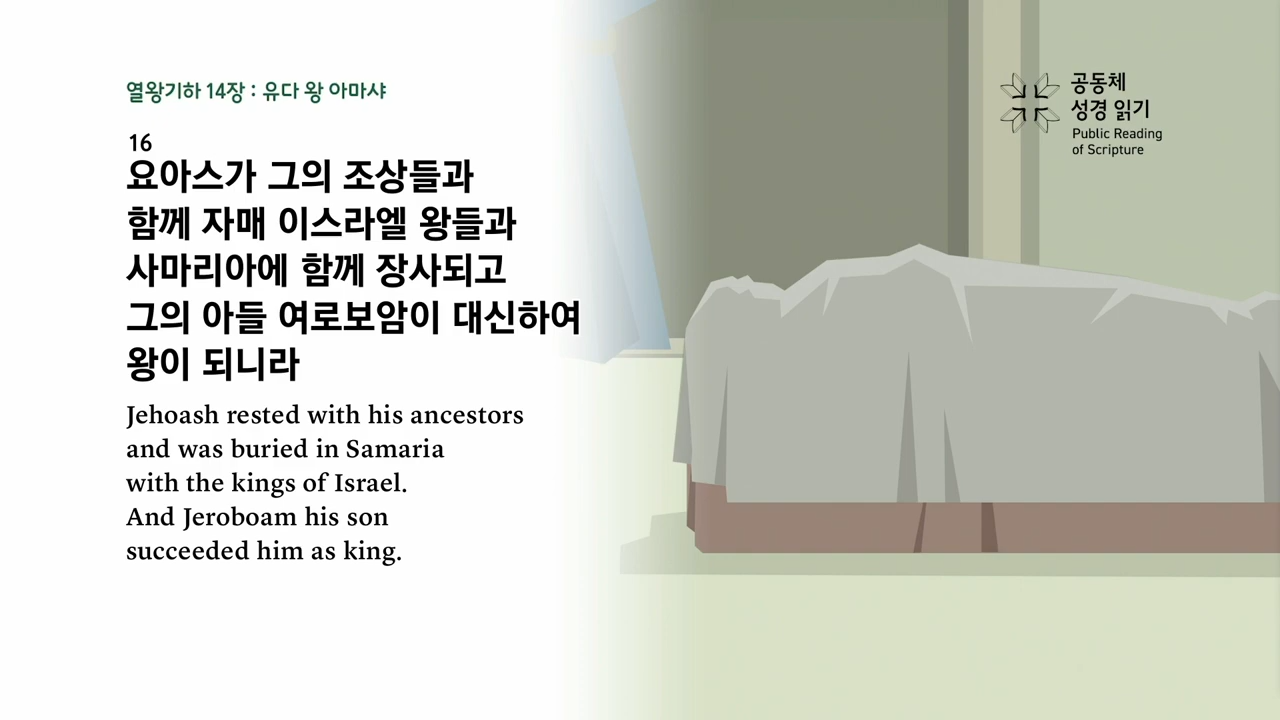 열왕기하 14장 : 유다 왕 아마샤
16
요아스가 그의 조상들과
함께 자매 이스라엘 왕들과
사마리아에 함께 장사되고
그의 아들 여로보암이 대신하여
왕이 되니라
Jehoash rested with his ancestors
and was buried in Samaria
with the kings of Israel.
And Jeroboam his son
succeeded him as king.
공동체
성경 읽기
Public Reading
of Scripture